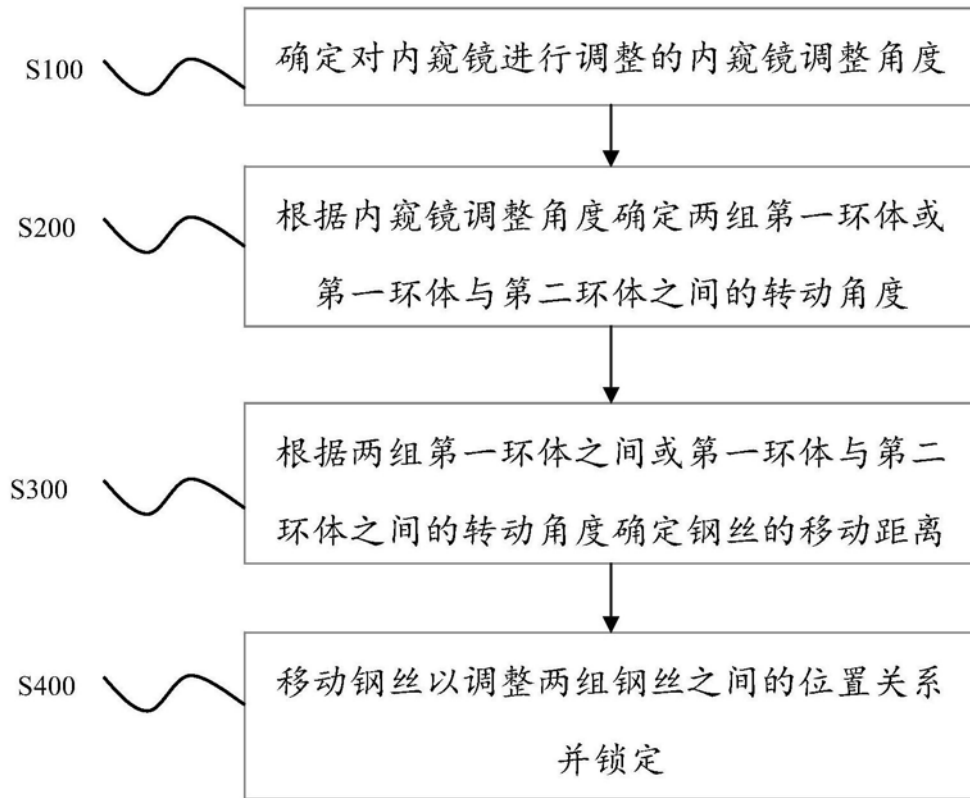 S100
确定对内窥镜进行调整的内窥镜调整角度
S200
根据内窥镜调整角度确定两组第一环体或
第一环体与第二环体之间的转动角度
S300
根据两组第一环体之间或第一环体与第二
环体之间的转动角度确定钢丝的移动距离
S400
移动钢丝以调整两组钢丝之间的位置关系
并锁定